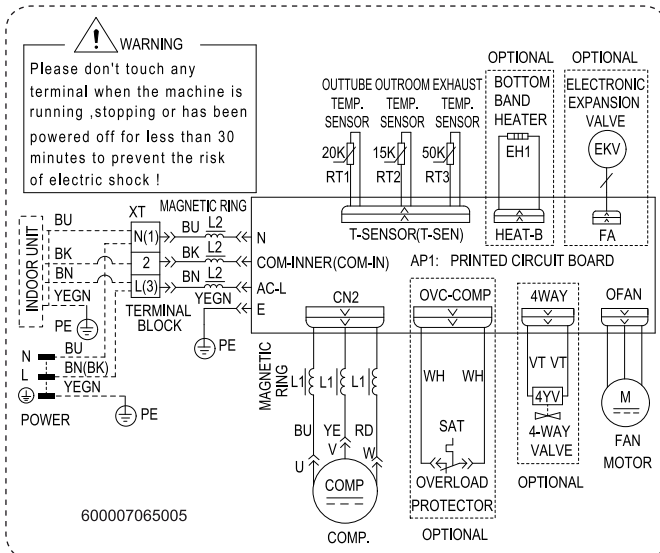 WARNING
Please don't touch any
terminal when the machine is
running ,stopping or has been
powered off for less than 30
minutes to prevent the risk
of electric shock !
OUTTUBE TEMP. SENSOR
OUTROOM TEMP. SENSOR
EXHAUST TEMP. SENSOR
20K RT1
15K RT2
50K RT3
T-SENSOR(T-SEN)
OPTIONAL
BOTTOM
BAND
HEATER
EH1
HEAT-B
OPTIONAL
ELECTRONIC
EXPANSION
VALVE
EKV
FA
INDOOR UNIT
BU
BK
BN
YEGN
PE
XT
N(1)
2
L(3)
TERMINAL
BLOCK
MAGNETIC RING
BU L2
BK L2
BN L2
YEGN
PE
N
COM-INNER(COM-IN)
AC-L
E
AP1: PRINTED CIRCUIT BOARD
N
L
BU
BN(BK)
YEGN
PE
POWER
CN2
MAGNETIC
RING
L1 L1 L1
BU YE RD
U V W
COMP
COMP.
OVC-COMP
WH WH
SAT
OVERLOAD
PROTECTOR
OPTIONAL
4WAY
VT VT
4YV
4-WAY
VALVE
OPTIONAL
OFAN
M
FAN
MOTOR
600007065005